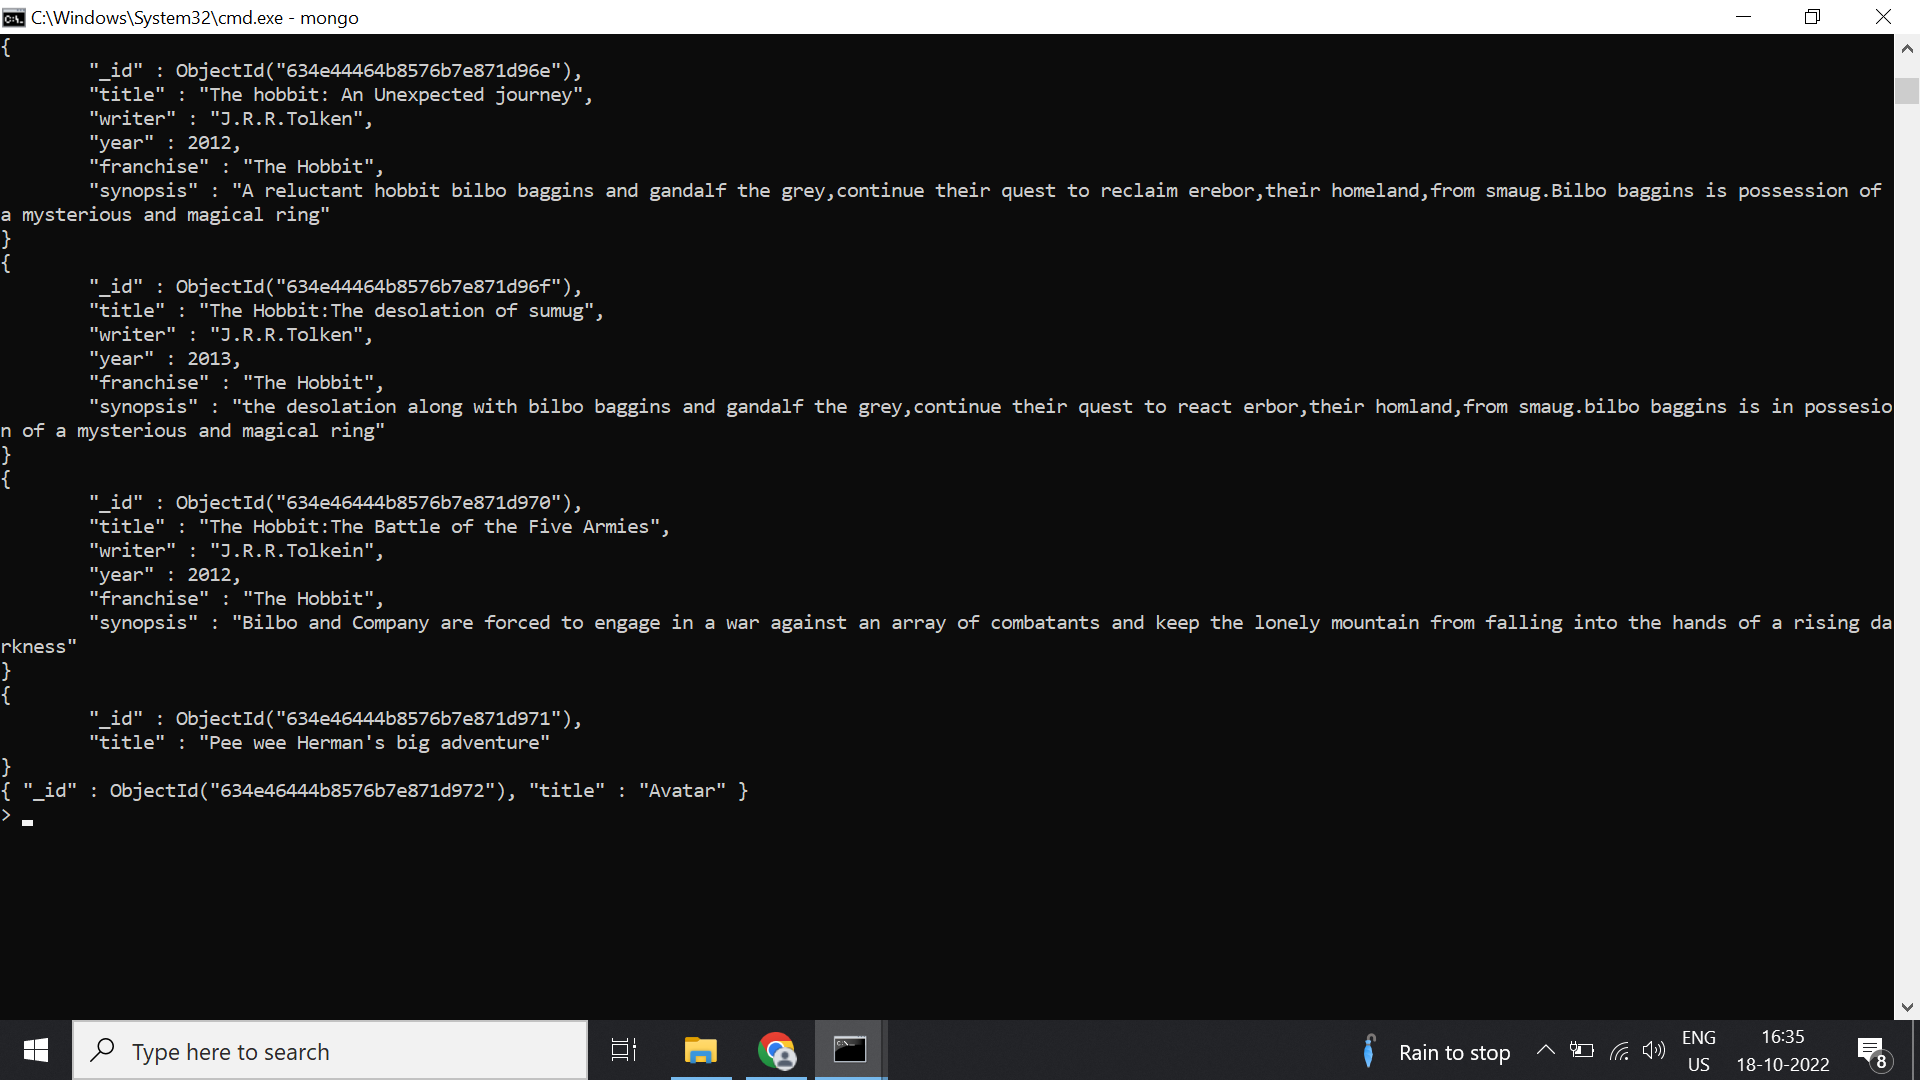 C:\Windows\System32\cmd.exe - mongo
{
"_id" : ObjectId("634e44464b8576b7e871d96e"),
"title" : "The hobbit: An Unexpected journey",
"writer" : "J.R.R.Tolken",
"year" : 2012,
"franchise" : "The Hobbit",
"synopsis" : "A reluctant hobbit bilbo baggins and gandalf the grey,continue their quest to reclaim erebor,their homeland,from smaug.Bilbo baggins is possession of
a mysterious and magical ring"
}
{
"_id" : ObjectId("634e44464b8576b7e871d96f"),
"title" : "The Hobbit:The desolation of sumug",
"writer" : "J.R.R.Tolken",
"year" : 2013,
"franchise" : "The Hobbit",
"synopsis" : "the desolation along with bilbo baggins and gandalf the grey,continue their quest to react erbor,their homland,from smaug.bilbo baggins is in possesio
n of a mysterious and magical ring"
}
{
"_id" : ObjectId("634e46444b8576b7e871d970"),
"title" : "The Hobbit:The Battle of the Five Armies",
"writer" : "J.R.R.Tolkein",
"year" : 2012,
"franchise" : "The Hobbit",
"synopsis" : "Bilbo and Company are forced to engage in a war against an array of combatants and keep the lonely mountain from falling into the hands of a rising da
rkness"
}
{
"_id" : ObjectId("634e46444b8576b7e871d971"),
"title" : "Pee wee Herman's big adventure"
}
{ "_id" : ObjectId("634e46444b8576b7e871d972"), "title" : "Avatar" }
>
Type here to search
Rain to stop
ENG
US
16:35
18-10-2022
8